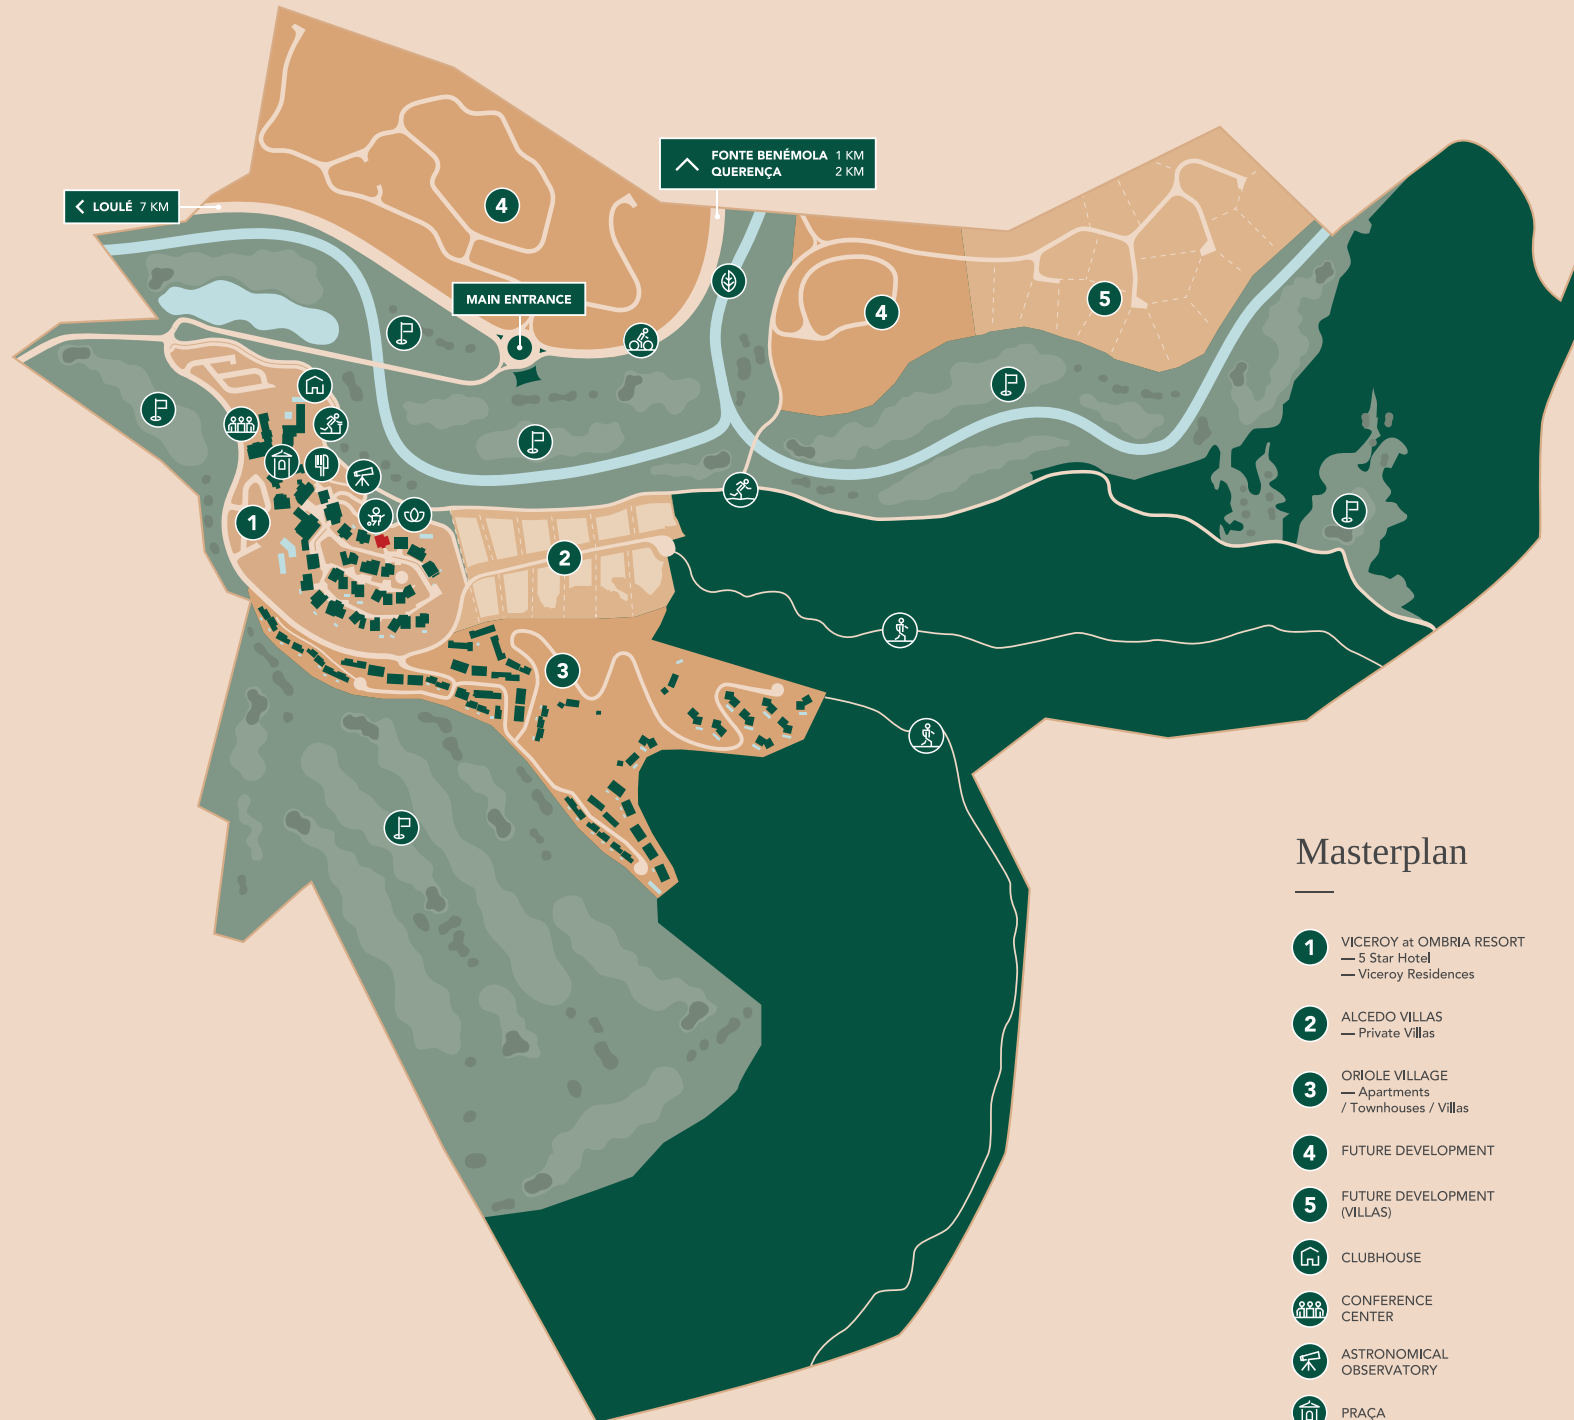 FONTE BENÉMOLA 1 KM
QUERENÇA 2 KM
LOULÉ 7 KM
4
MAIN ENTRANCE
4
5
1
2
3
Masterplan
1 VICEROY at OMBRIA RESORT
— 5 Star Hotel
— Viceroy Residences
2 ALCEDO VILLAS
— Private Villas
3 ORIOLE VILLAGE
— Apartments
/ Townhouses / Villas
4 FUTURE DEVELOPMENT
5 FUTURE DEVELOPMENT
(VILLAS)
CLUBHOUSE
CONFERENCE
CENTER
ASTRONOMICAL
OBSERVATORY
PRAÇA